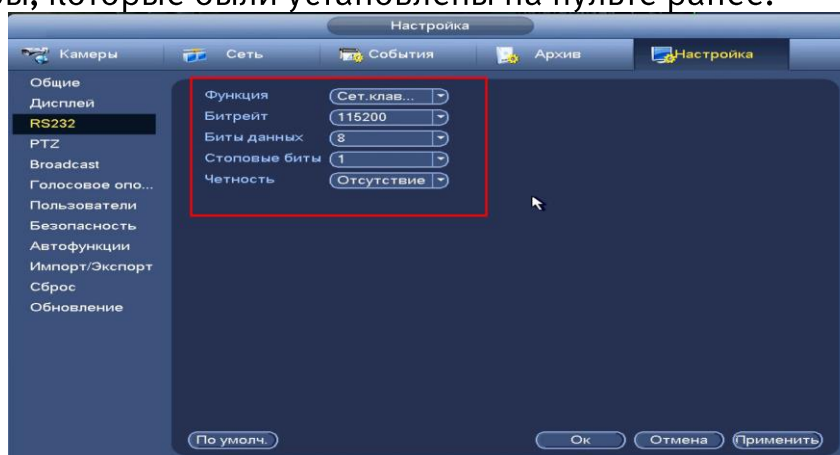 которые были установлены на пульте ранее.
Настройка
Камеры Сеть События Архив Настройка
Общие
Дисплей
RS232
PTZ
Broadcast
Голосовое опо...
Пользователи
Безопасность
Автофункции
Импорт/Экспорт
Сброс
Обновление
Функция Сет.клав...
Битрейт 115200
Биты данных 8
Стоповые биты 1
Четность Отсутствие
По умолч. Ок Отмена Применить